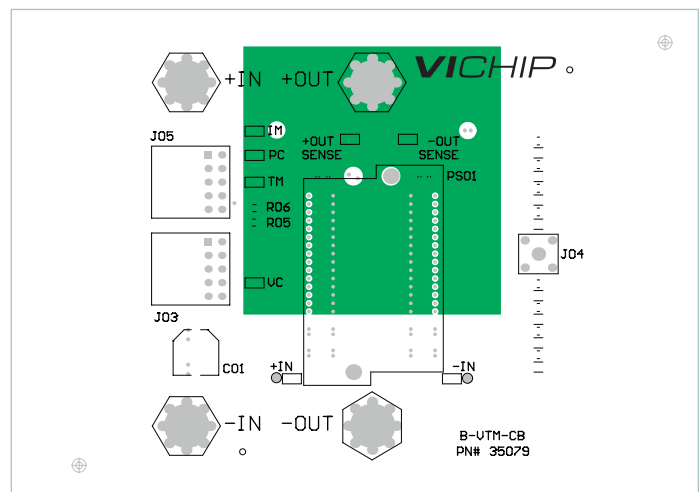 VICHIP
+IN +OUT
IM
J05
+OUT SENSE
-OUT SENSE
PC
TM
PS01
R06
R05
J04
VC
J03
+IN
-IN
C01
-IN -OUT
B-VTM-CB
PN# 35079